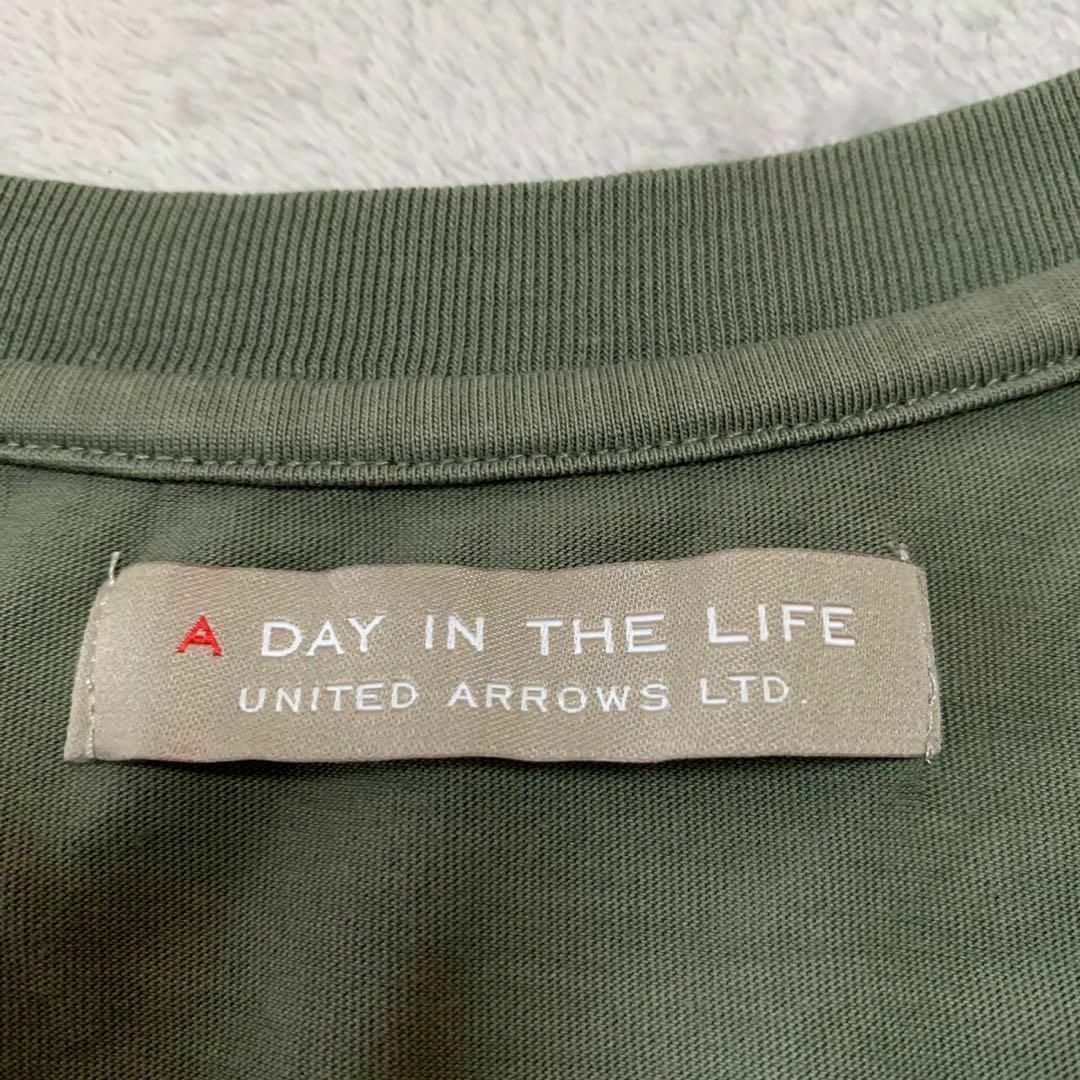 A DAY IN THE LIFE
UNITED ARROWS LTD.